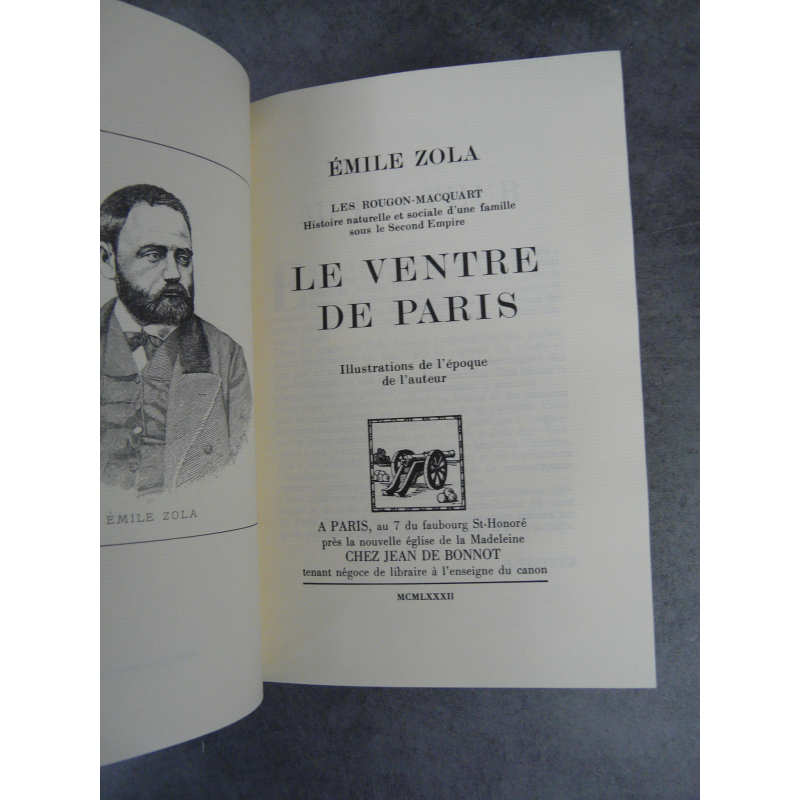 ÉMILE ZOLA
ÉMILE ZOLA
LES ROUGON-MACQUART
Histoire naturelle et sociale d'une famille
sous le Second Empire
LE VENTRE
DE PARIS
Illustrations de l'époque
de l'auteur
A PARIS, au 7 du faubourg St-Honoré
près la nouvelle église de la Madeleine
CHEZ JEAN DE BONNOT
tenant négoce de libraire à l'enseigne du canon
MCMLXXXII